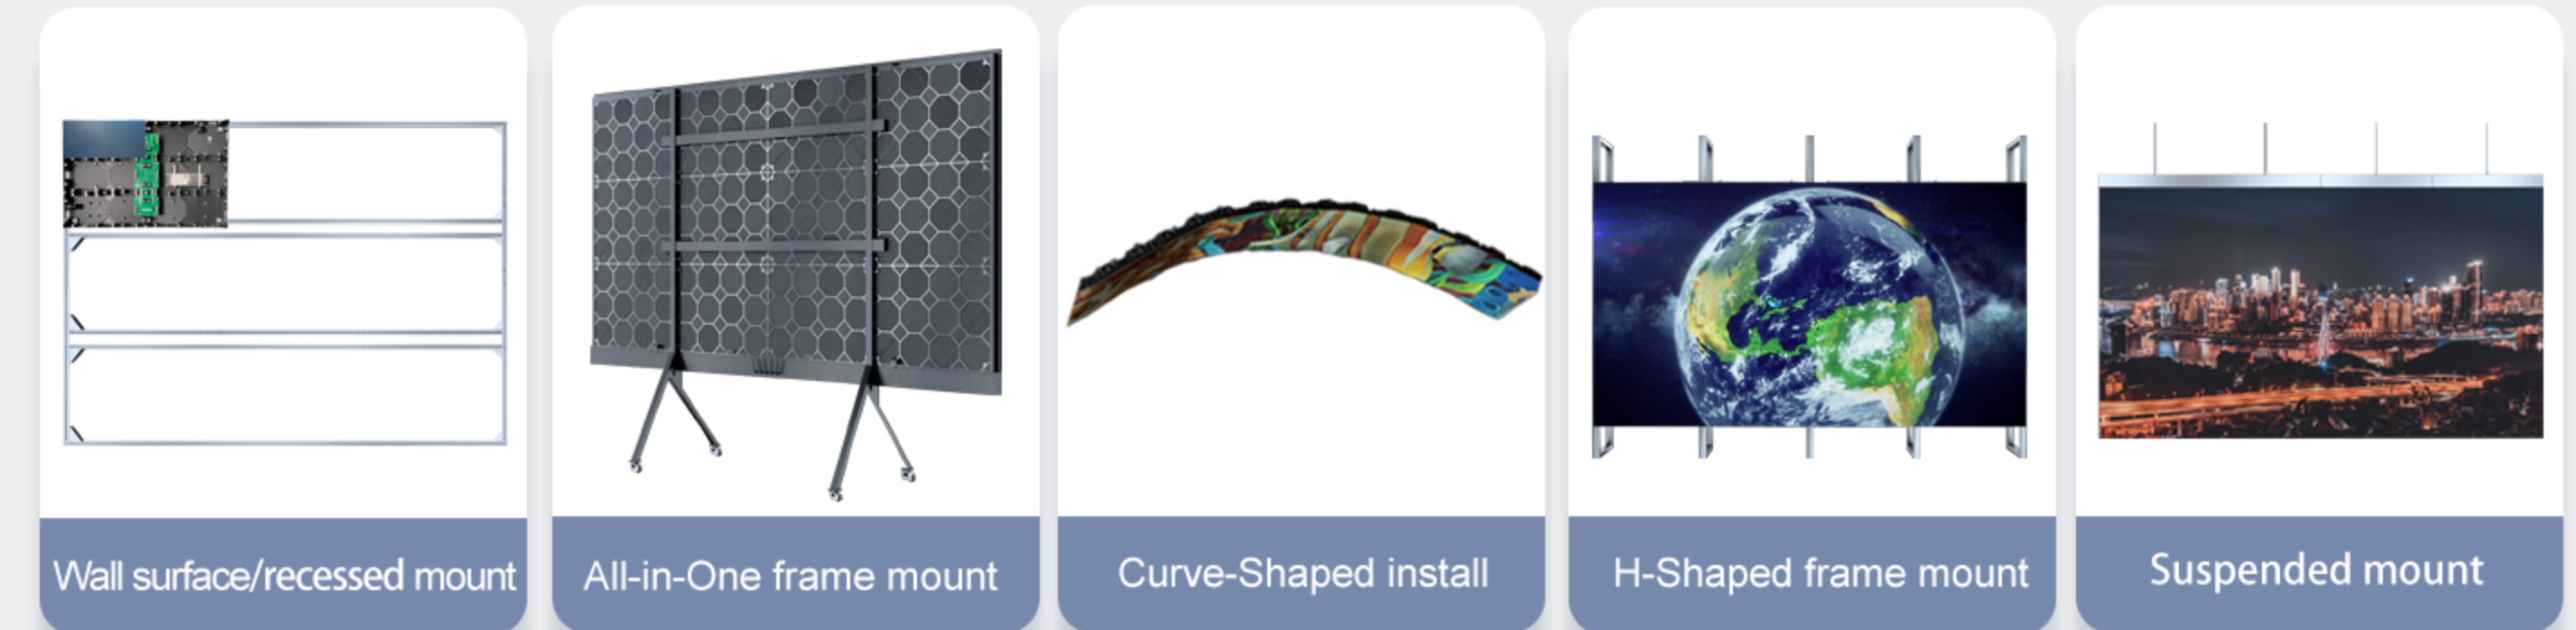 Wall surface/recessed mount
All-in-One frame mount
Curve-Shaped install
H-Shaped frame mount
Suspended mount